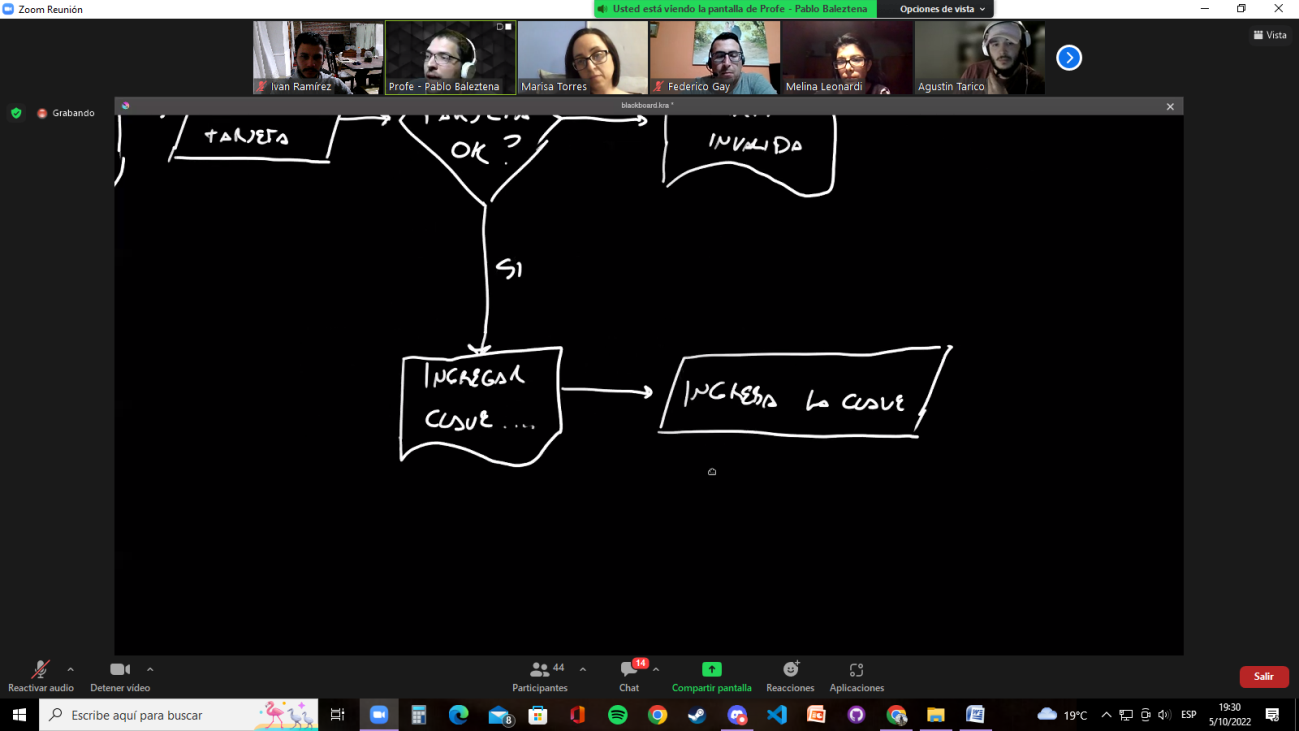 Zoom Reunión
Usted está viendo la pantalla de Profe - Pablo Baleztena
Opciones de vista
Vista
Ivan Ramírez
Profe - Pablo Baleztena
Marisa Torres
Federico Gay
Melina Leonardi
Agustin Tarico
Grabando
blackboard.kra *
TARJETA
TARJETA
OK ?
INVALIDA
SI
INGRESAR
CLAVE ....
INGRESA LA CLAVE
Reactivar audio
Detener video
44
Participantes
14
Chat
Compartir pantalla
Reacciones
Aplicaciones
Salir
Escribe aquí para buscar
8
19°C
ESP
19:30
5/10/2022